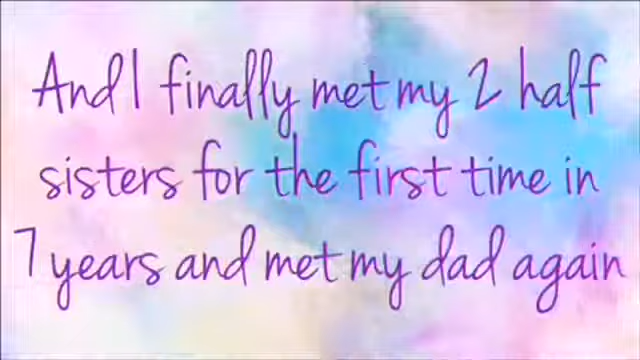 And I finally met my 2 half
sisters for the first time in
7 years and met my dad again